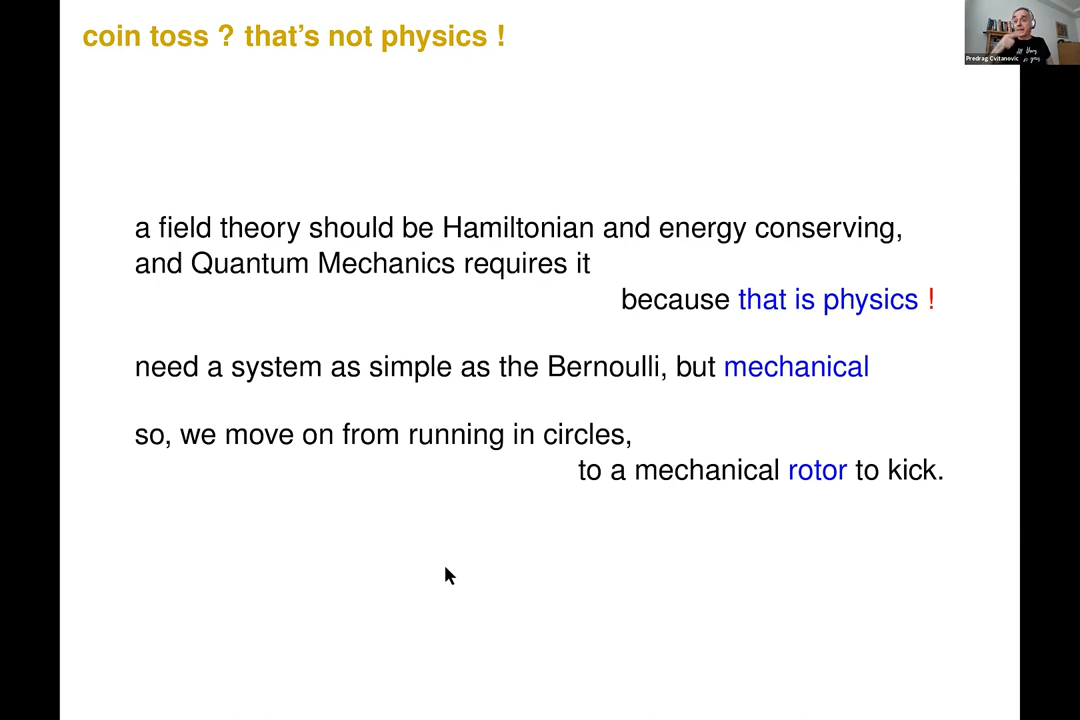 coin toss ? that's not physics !
Predrag Cvitanovic
a field theory should be Hamiltonian and energy conserving,
and Quantum Mechanics requires it
because that is physics !
need a system as simple as the Bernoulli, but mechanical
so, we move on from running in circles,
to a mechanical rotor to kick.